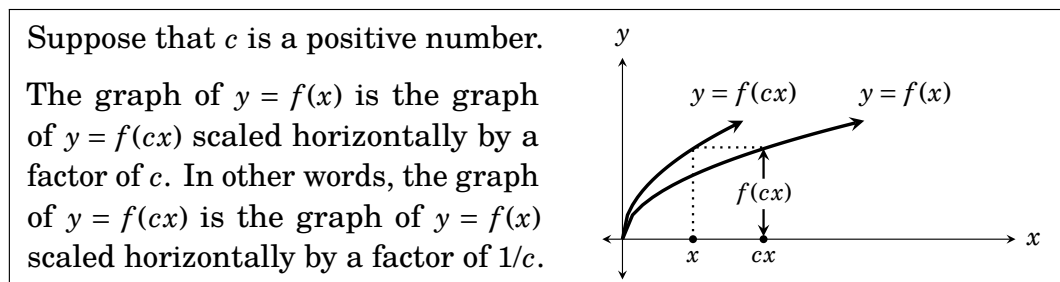 Suppose that c is a positive number.
The graph of y = f(x) is the graph
of y = f(cx) scaled horizontally by a
factor of c. In other words, the graph
of y = f(cx) is the graph of y = f(x)
scaled horizontally by a factor of 1/c.
y
y = f(cx)
y = f(x)
f(cx)
x
cx
x